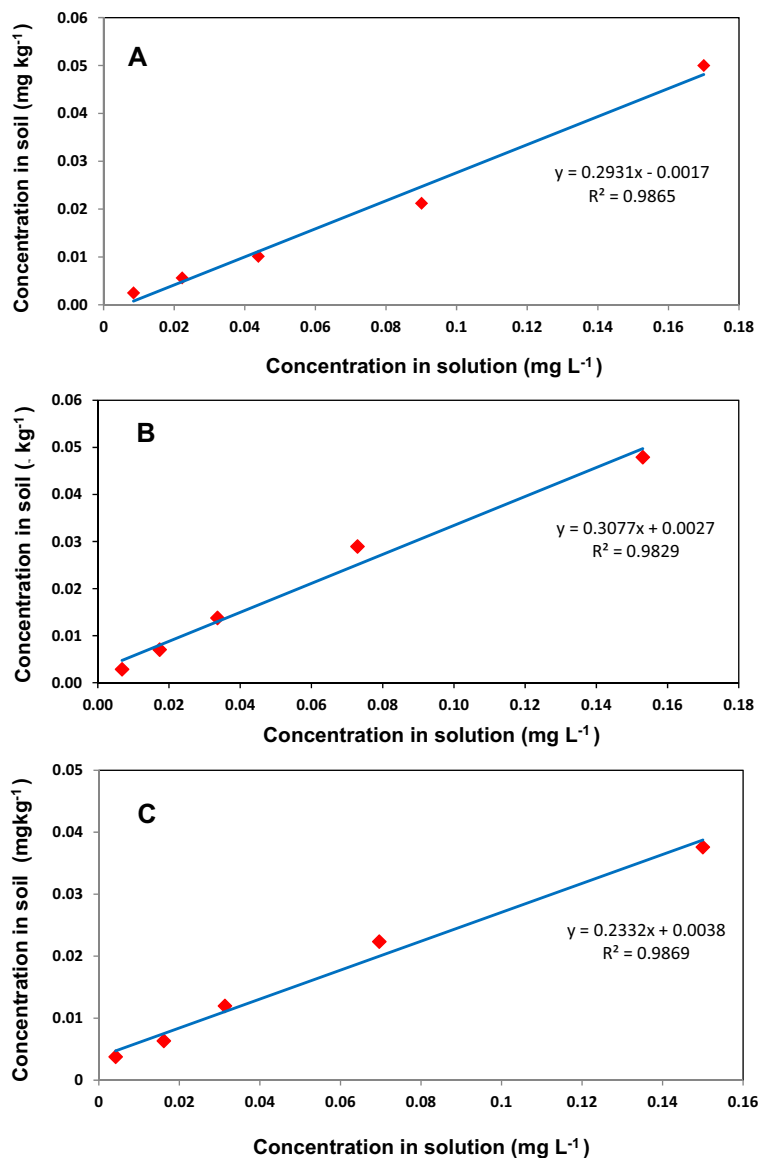 A
Concentration in soil (mg kg⁻¹)
0.06
0.05
0.04
0.03
0.02
0.01
0.00
y = 0.2931x - 0.0017
R² = 0.9865
0 0.02 0.04 0.06 0.08 0.1 0.12 0.14 0.16 0.18
Concentration in solution (mg L⁻¹)
B
Concentration in soil ( kg⁻¹)
0.06
0.05
0.04
0.03
0.02
0.01
0.00
y = 0.3077x + 0.0027
R² = 0.9829
0.00 0.02 0.04 0.06 0.08 0.10 0.12 0.14 0.16 0.18
Concentration in solution (mg L⁻¹)
C
Concentration in soil (mgkg⁻¹)
0.05
0.04
0.03
0.02
0.01
0
y = 0.2332x + 0.0038
R² = 0.9869
0 0.02 0.04 0.06 0.08 0.1 0.12 0.14 0.16
Concentration in solution (mg L⁻¹)